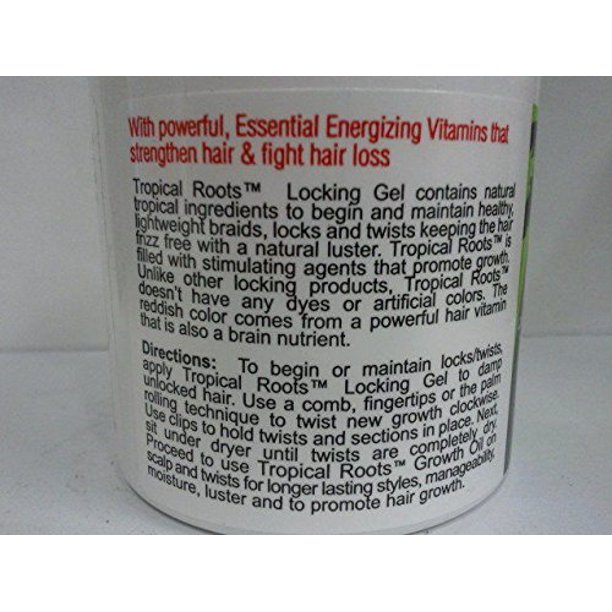 With powerful, Essential Energizing Vitamins that
strengthen hair & fight hair loss
Tropical Roots™ Locking Gel contains natural
tropical ingredients to begin and maintain healthy,
lightweight braids, locks and twists keeping the hair
frizz free with a natural luster. Tropical Roots™ is
filled with stimulating agents that promote growth.
Unlike other locking products, Tropical Roots™
doesn't have any dyes or artificial colors. The
reddish color comes from a powerful hair vitamin
that is also a brain nutrient.
Directions: To begin or maintain locks/twists,
apply Tropical Roots™ Locking Gel to damp
unlocked hair. Use a comb, fingertips or the palm
rolling technique to twist new growth clockwise.
Use clips to hold twists and sections in place. Next,
sit under dryer until twists are completely dry.
Proceed to use Tropical Roots™ Growth Oil on
scalp and twists for longer lasting styles, manageability,
moisture, luster and to promote hair growth.